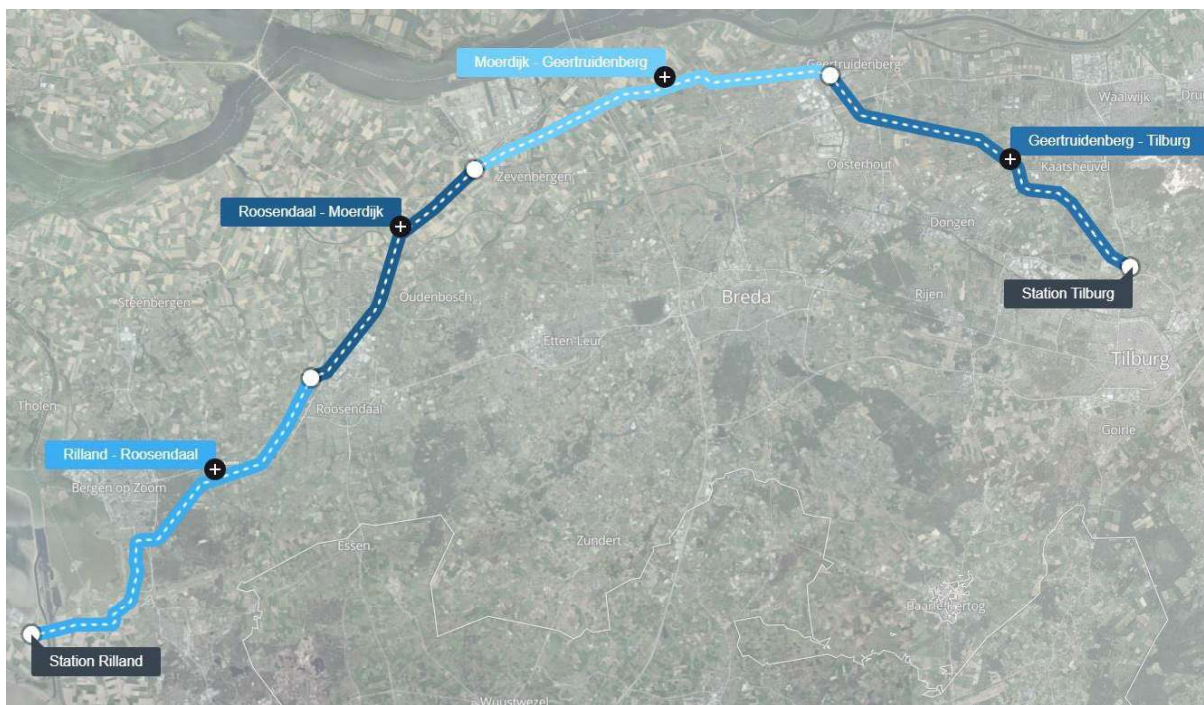 Moerdijk - Geertruidenberg
Geertruidenberg
Waalwijk
Geertruidenberg - Tilburg
Kaatsheuvel
Oosterhout
Zevenbergen
Roosendaal - Moerdijk
Dongen
Station Tilburg
Rijen
Breda
Steenbergen
Oudenbosch
Etten-Leur
Tilburg
Tholen
Roosendaal
Goirle
Rilland - Roosendaal
Bergen op Zoom
Essen
Zundert
Baarle-Hertog
Station Rilland
Wuustwezel